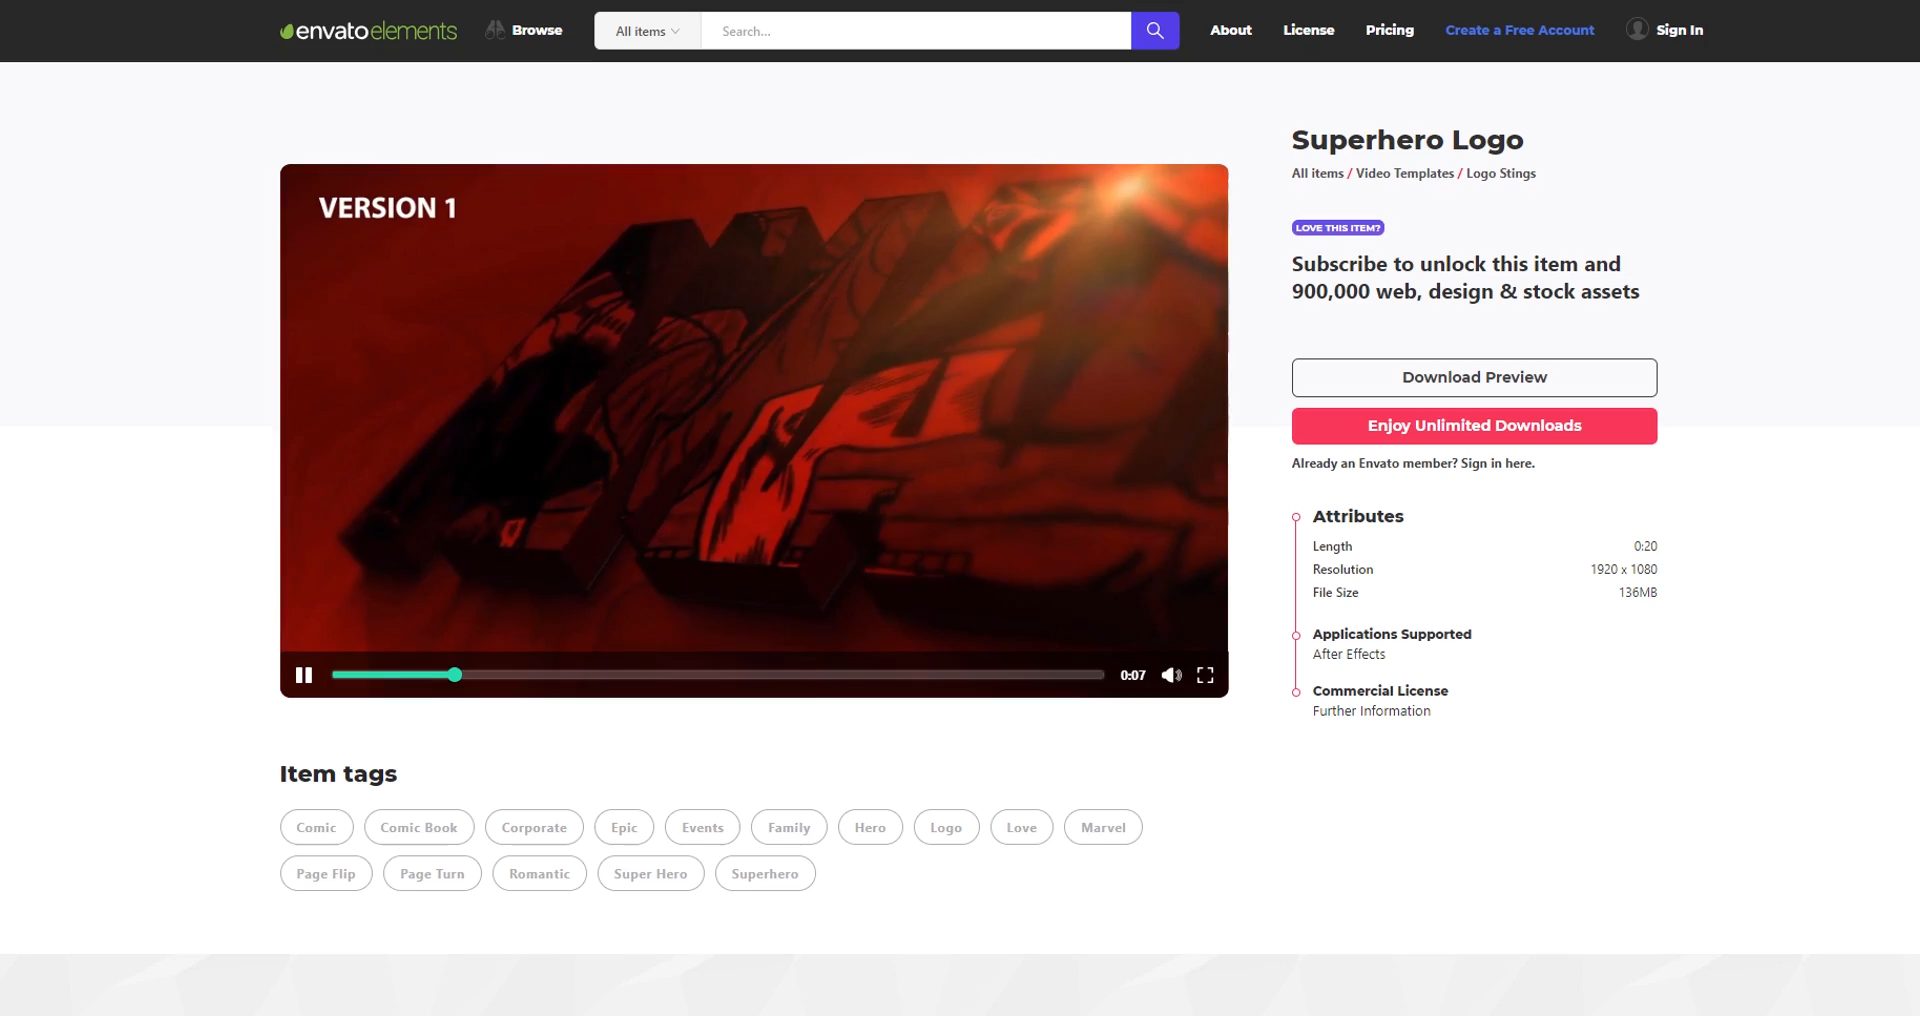 envato elements
Browse
All items
Search...
About
License
Pricing
Create a Free Account
Sign In
VERSION 1
0:07
Superhero Logo
All items / Video Templates / Logo Stings
LOVE THIS ITEM?
Subscribe to unlock this item and
900,000 web, design & stock assets
Download Preview
Enjoy Unlimited Downloads
Already an Envato member? Sign in here.
Attributes
Length 0:20
Resolution 1920 x 1080
File Size 136MB
Applications Supported
After Effects
Commercial License
Further Information
Item tags
Comic Comic Book Corporate Epic Events Family Hero Logo Love Marvel
Page Flip Page Turn Romantic Super Hero Superhero